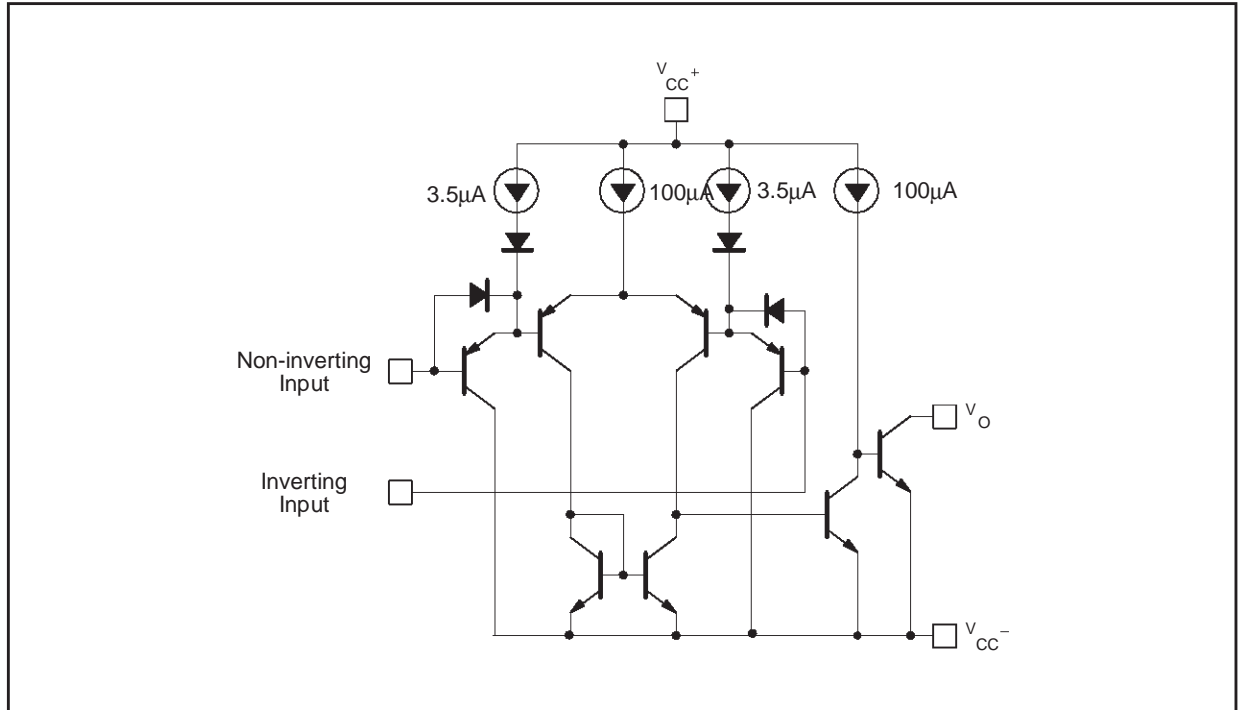 VCC+
3.5μA
100μA
3.5μA
100μA
Non-inverting
Input
VO
Inverting
Input
VCC−